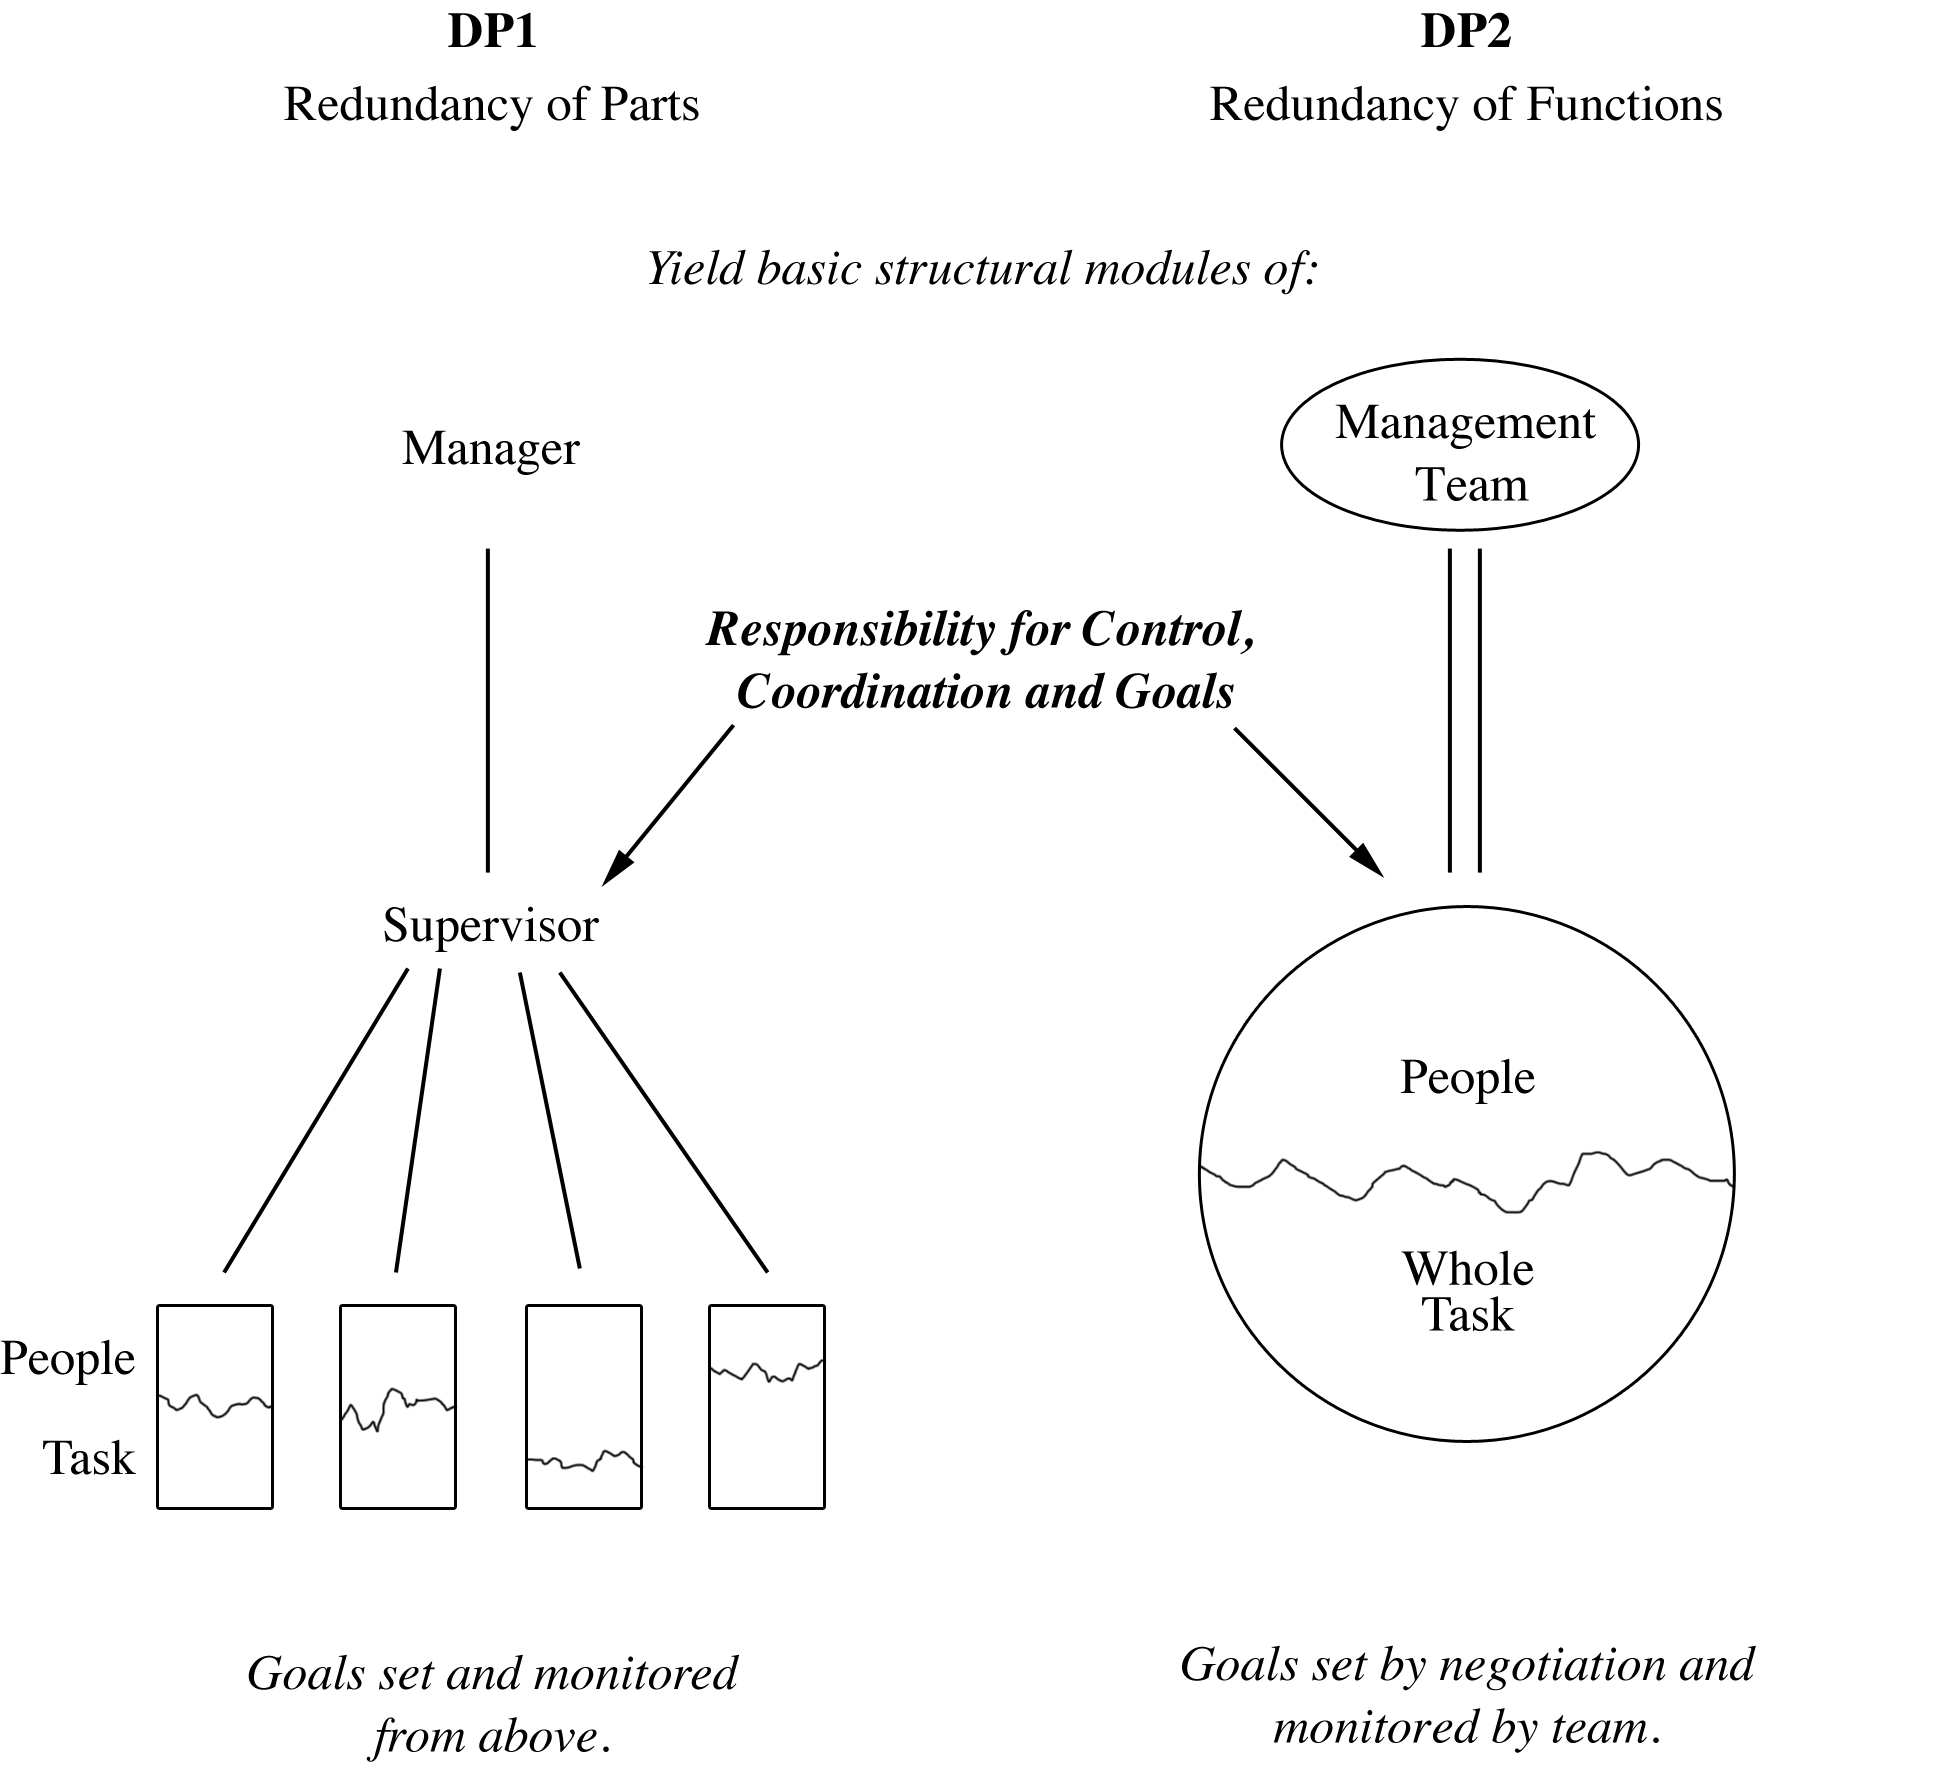 DP1
Redundancy of Parts
DP2
Redundancy of Functions
Yield basic structural modules of:
Manager
Management
Team
Responsibility for Control,
Coordination and Goals
Supervisor
People
Task
People
Whole
Task
Goals set and monitored
from above.
Goals set by negotiation and
monitored by team.